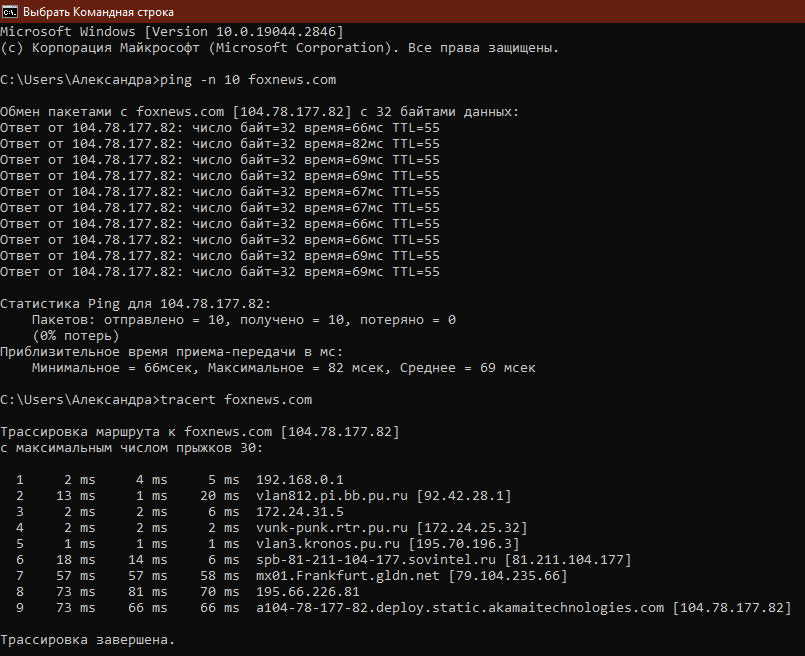 Выбрать Командная строка
Microsoft Windows [Version 10.0.19044.2846]
(c) Корпорация Майкрософт (Microsoft Corporation). Все права защищены.
C:\Users\Александра>ping -n 10 foxnews.com
Обмен пакетами с foxnews.com [104.78.177.82] с 32 байтами данных:
Ответ от 104.78.177.82: число байт=32 время=66мс TTL=55
Ответ от 104.78.177.82: число байт=32 время=82мс TTL=55
Ответ от 104.78.177.82: число байт=32 время=69мс TTL=55
Ответ от 104.78.177.82: число байт=32 время=69мс TTL=55
Ответ от 104.78.177.82: число байт=32 время=67мс TTL=55
Ответ от 104.78.177.82: число байт=32 время=67мс TTL=55
Ответ от 104.78.177.82: число байт=32 время=66мс TTL=55
Ответ от 104.78.177.82: число байт=32 время=66мс TTL=55
Ответ от 104.78.177.82: число байт=32 время=69мс TTL=55
Ответ от 104.78.177.82: число байт=32 время=69мс TTL=55
Статистика Ping для 104.78.177.82:
Пакетов: отправлено = 10, получено = 10, потеряно = 0
(0% потерь)
Приблизительное время приема-передачи в мс:
Минимальное = 66мсек, Максимальное = 82 мсек, Среднее = 69 мсек
C:\Users\Александра>tracert foxnews.com
Трассировка маршрута к foxnews.com [104.78.177.82]
с максимальным числом прыжков 30:
1 2 ms 4 ms 5 ms 192.168.0.1
2 13 ms 1 ms 20 ms vlan812.pi.bb.pu.ru [92.42.28.1]
3 2 ms 2 ms 6 ms 172.24.31.5
4 2 ms 2 ms 2 ms vunk-punk.rtr.pu.ru [172.24.25.32]
5 1 ms 1 ms 1 ms vlan3.kronos.pu.ru [195.70.196.3]
6 18 ms 14 ms 6 ms spb-81-211-104-177.sovintel.ru [81.211.104.177]
7 57 ms 57 ms 58 ms mx01.Frankfurt.gldn.net [79.104.235.66]
8 73 ms 81 ms 70 ms 195.66.226.81
9 73 ms 66 ms 66 ms a104-78-177-82.deploy.static.akamaitechnologies.com [104.78.177.82]
Трассировка завершена.